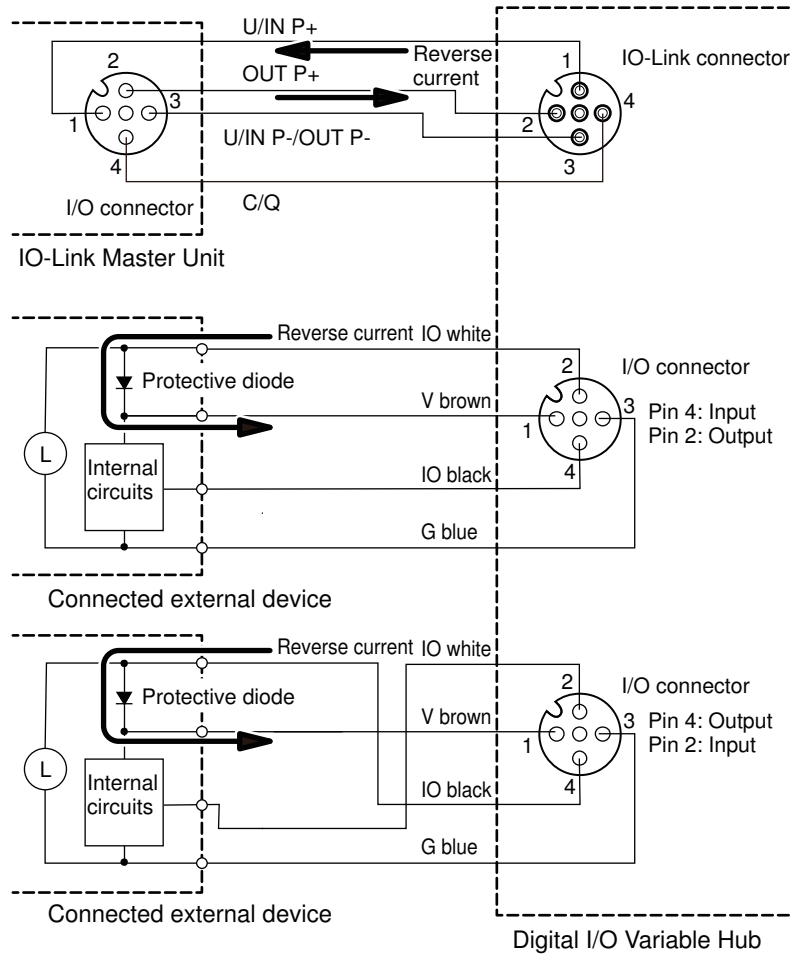 U/IN P+
Reverse current
1
IO-Link connector
2
OUT P+
4
3
1
2
U/IN P-/OUT P-
3
4
I/O connector
C/Q
IO-Link Master Unit
Reverse current
IO white
2
I/O connector
Protective diode
V brown
3
Pin 4: Input
1
Pin 2: Output
L
Internal circuits
IO black
4
G blue
Connected external device
Reverse current
IO white
2
I/O connector
Protective diode
V brown
3
Pin 4: Output
1
Pin 2: Input
L
Internal circuits
IO black
4
G blue
Connected external device
Digital I/O Variable Hub